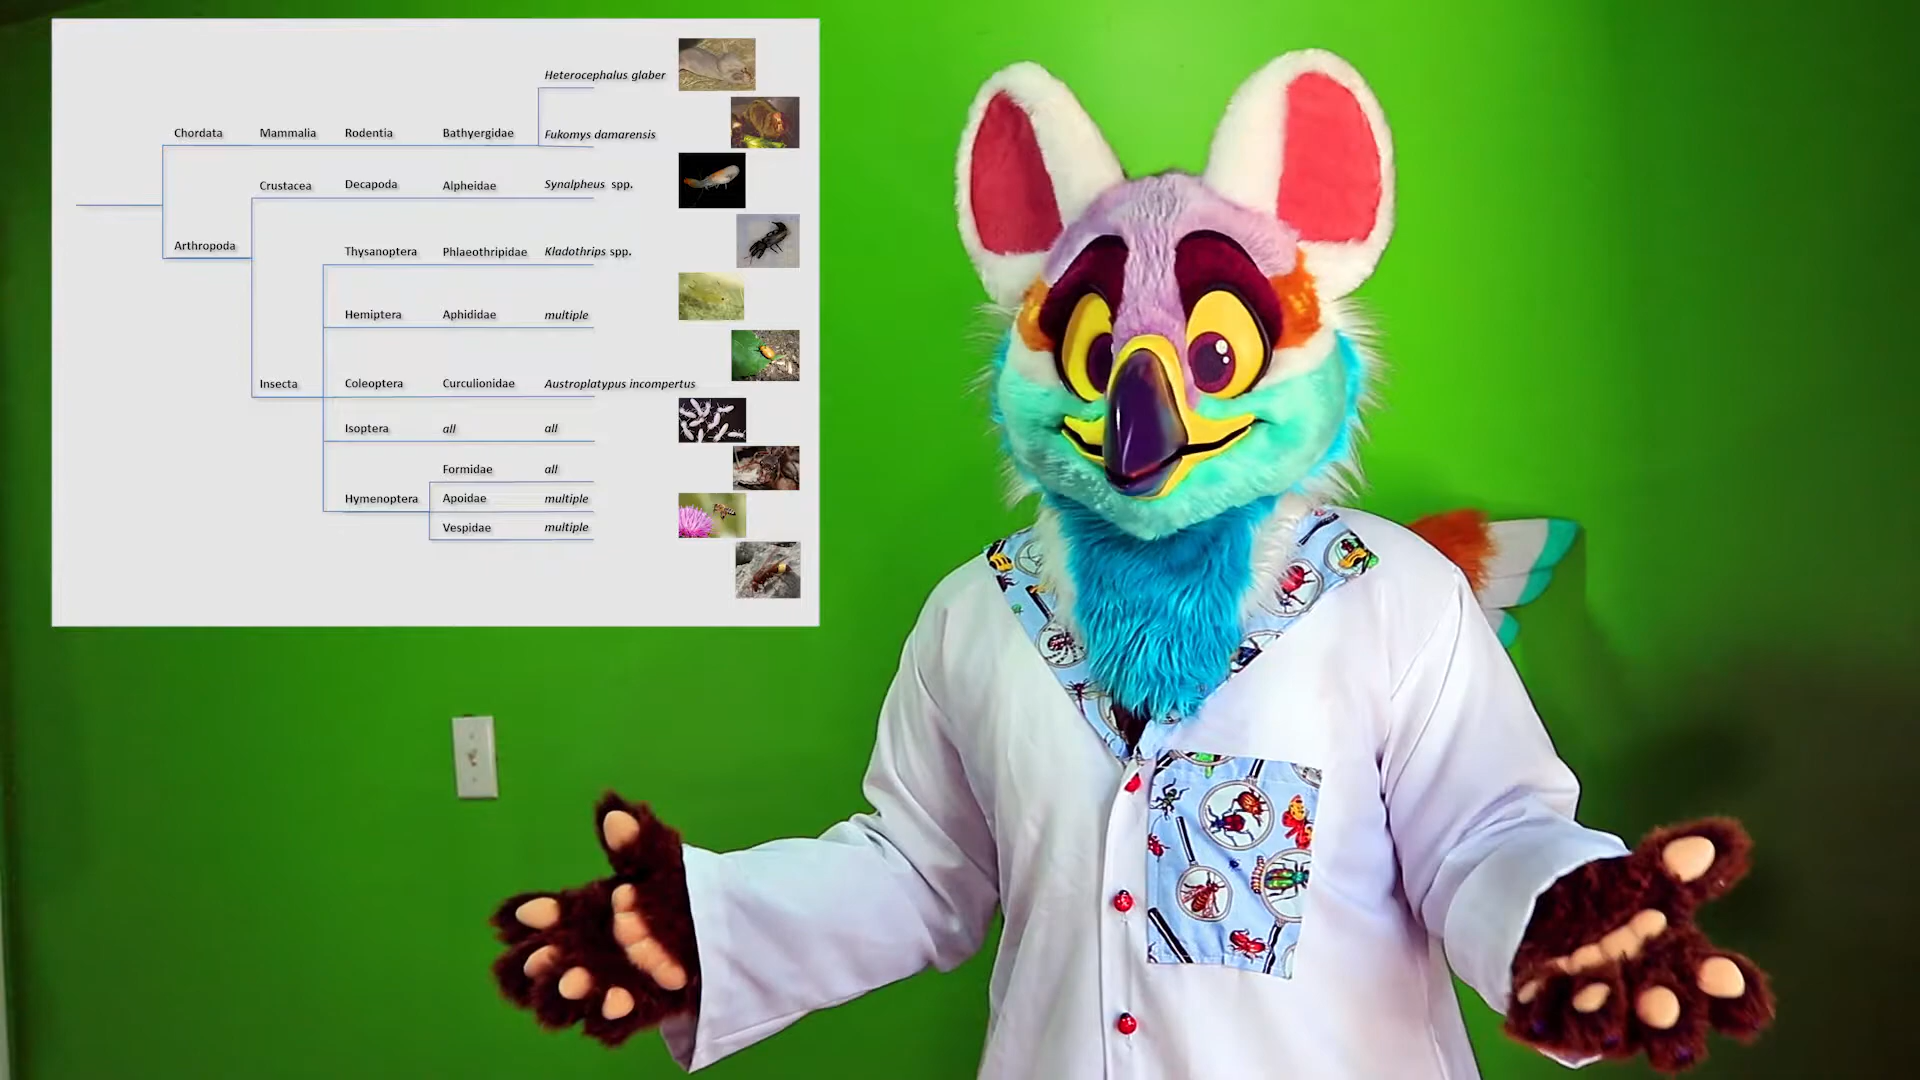 Heterocephalus glaber
Chordata Mammalia Rodentia Bathyergidae Fukomys damarensis
Crustacea Decapoda Alpheidae Synalpheus spp.
Arthropoda
Thysanoptera Phlaeothripidae Kladothrips spp.
Hemiptera Aphididae multiple
Insecta Coleoptera Curculionidae Austroplatypus incompertus
Isoptera all all
Formidae all
Hymenoptera Apoidae multiple
Vespidae multiple